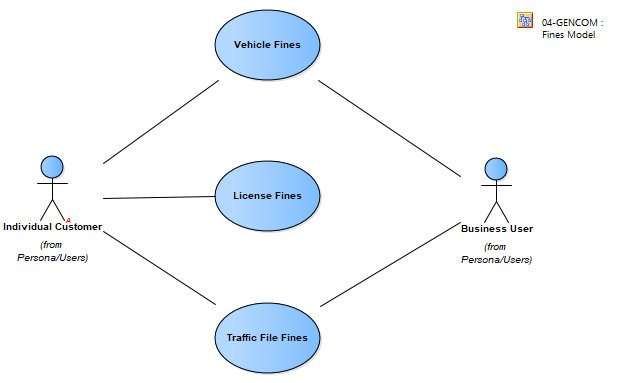 04-GENCOM :
Fines Model
Vehicle Fines
License Fines
A
Individual Customer
(from
Persona/Users)
Business User
(from
Persona/Users)
Traffic File Fines